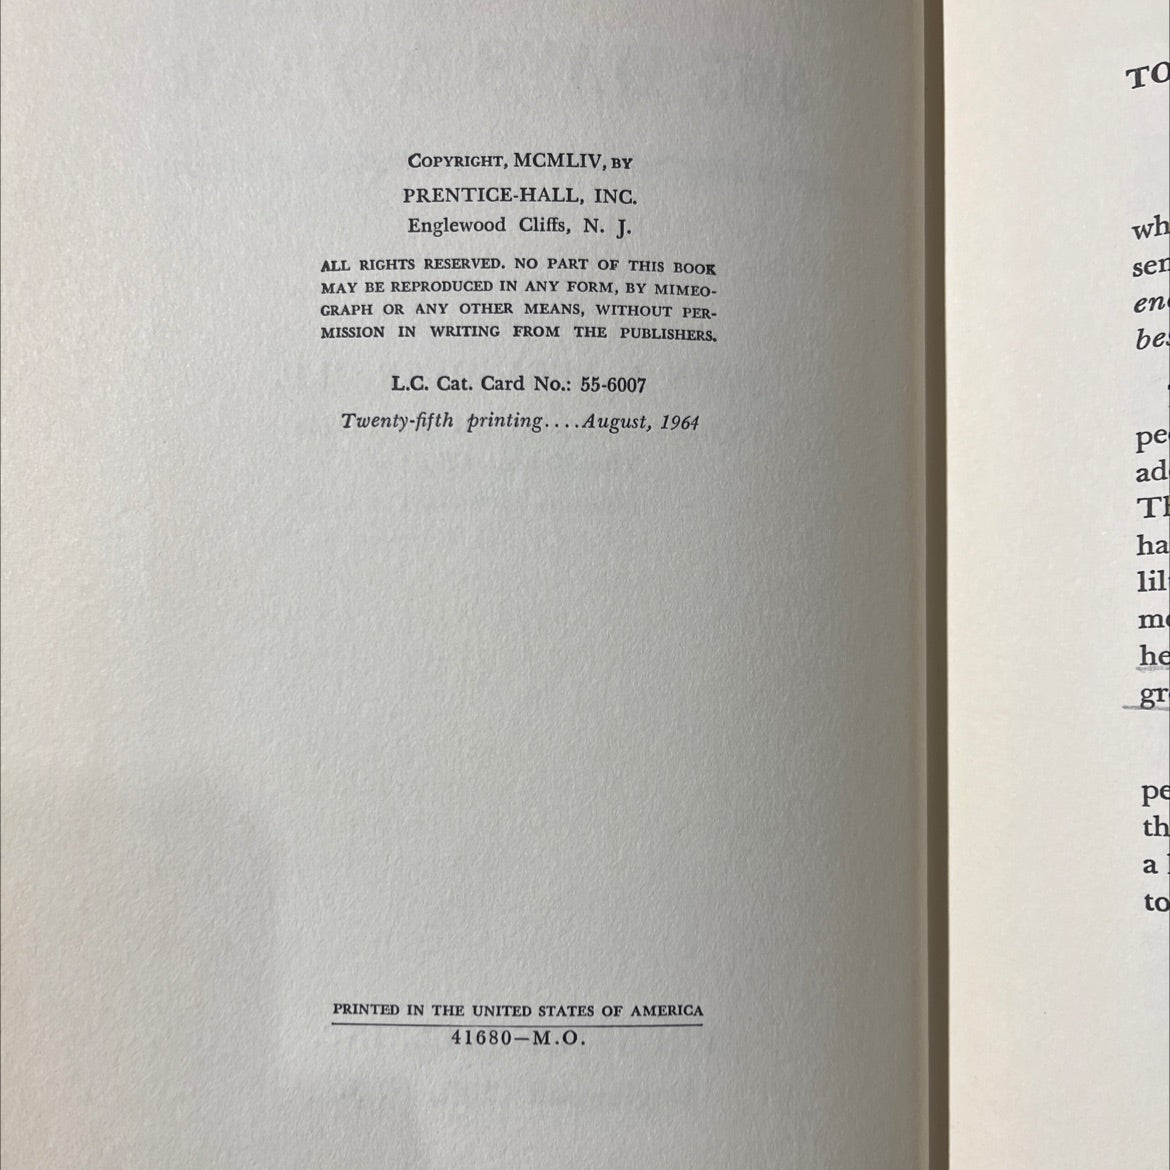 COPYRIGHT, MCMLIV, BY
PRENTICE-HALL, INC.
Englewood Cliffs, N. J.
ALL RIGHTS RESERVED. NO PART OF THIS BOOK
MAY BE REPRODUCED IN ANY FORM, BY MIMEO-
GRAPH OR ANY OTHER MEANS, WITHOUT PER-
MISSION IN WRITING FROM THE PUBLISHERS.
L.C. Cat. Card No.: 55-6007
Twenty-fifth printing....August, 1964
PRINTED IN THE UNITED STATES OF AMERICA
41680—M.O.